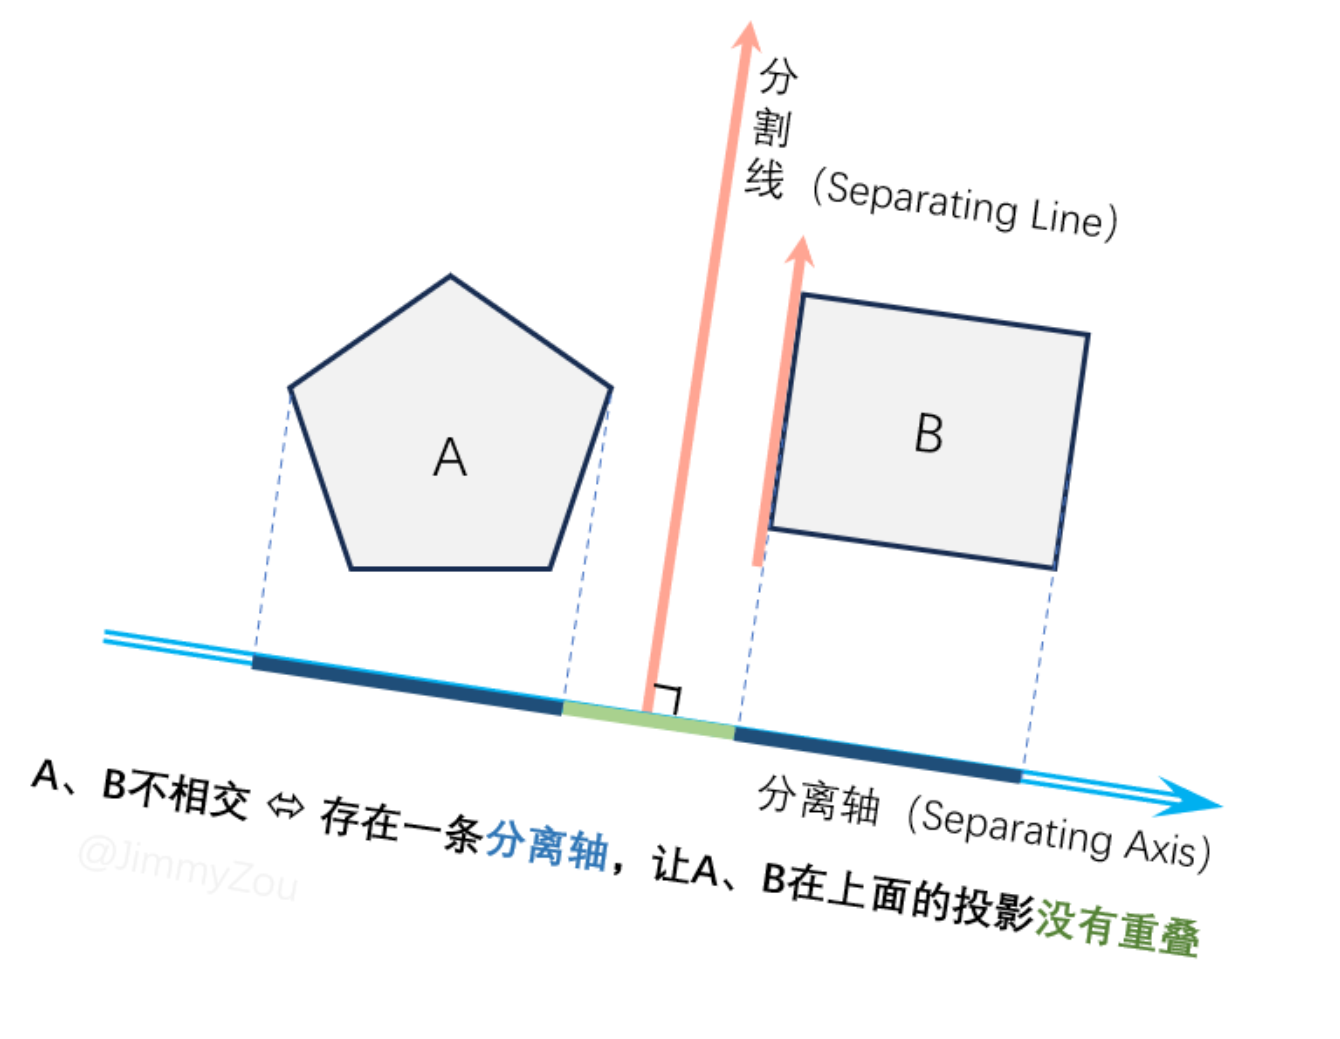 分割线（Separating Line）
A
B
分离轴（Separating Axis）
A、B不相交 ⇔ 存在一条分离轴，让A、B在上面的投影没有重叠
@JimmyZou